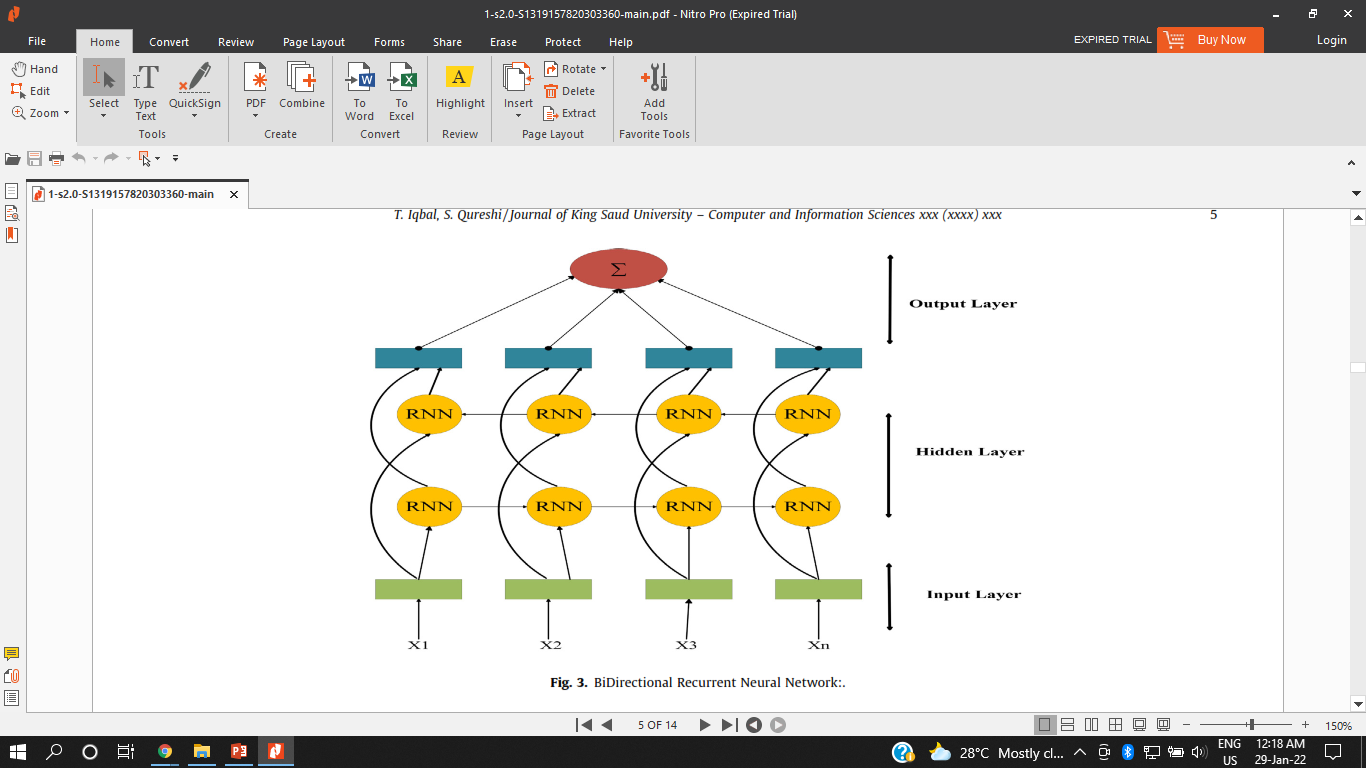 1-s2.0-S1319157820303360-main.pdf - Nitro Pro (Expired Trial)
File Home Convert Review Page Layout Forms Share Erase Protect Help EXPIRED TRIAL Buy Now Login
Hand
Edit
Zoom
Select
Type Text
QuickSign
Tools
PDF
Combine
Create
To Word
To Excel
Convert
A
Highlight
Review
Insert
Rotate
Delete
Extract
Page Layout
Add Tools
Favorite Tools
1-s2.0-S1319157820303360-main
T. Iqbal, S. Qureshi / Journal of King Saud University – Computer and Information Sciences xxx (xxxx) xxx 5
Σ
Output Layer
RNN RNN RNN RNN
Hidden Layer
RNN RNN RNN RNN
Input Layer
X1 X2 X3 Xn
Fig. 3. BiDirectional Recurrent Neural Network:.
5 OF 14
150%
28°C Mostly cl...
ENG US
12:18 AM
29-Jan-22